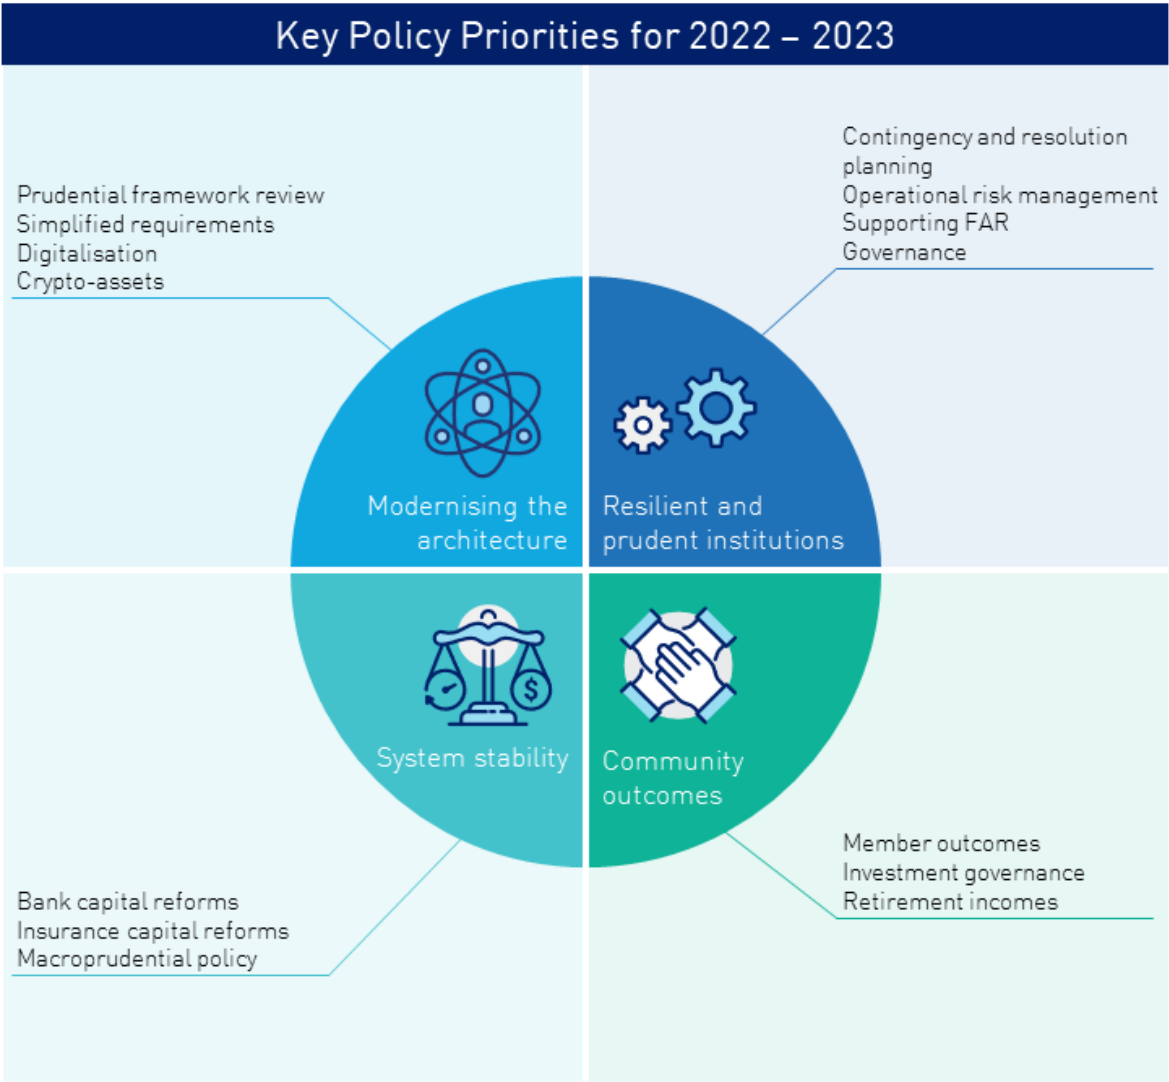 Key Policy Priorities for 2022 – 2023
Prudential framework review
Simplified requirements
Digitalisation
Crypto-assets
Contingency and resolution
planning
Operational risk management
Supporting FAR
Governance
Modernising the
architecture
Resilient and
prudent institutions
System stability
Community
outcomes
$
Bank capital reforms
Insurance capital reforms
Macroprudential policy
Member outcomes
Investment governance
Retirement incomes